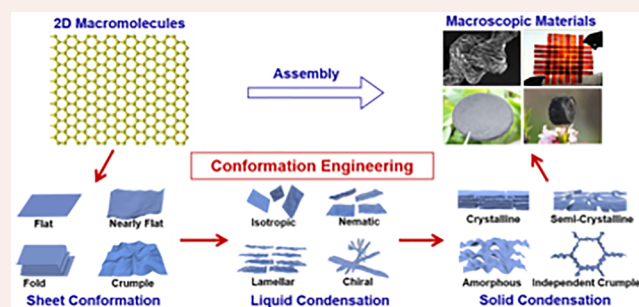 2D Macromolecules
Macroscopic Materials
Assembly
Conformation Engineering
Flat
Nearly Flat
Fold
Crumple
Sheet Conformation
Isotropic
Nematic
Lamellar
Chiral
Liquid Condensation
Crystalline
Semi-Crystalline
Amorphous
Independent Crumple
Solid Condensation